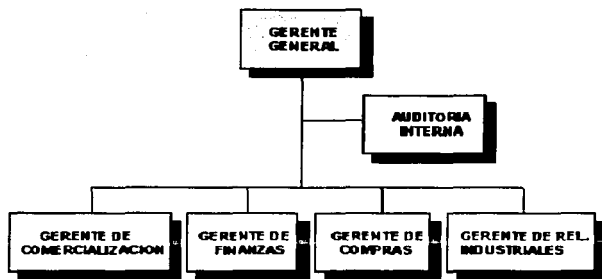 GERENTE
GENERAL
AUDITORIA
INTERNA
GERENTE DE
COMERCIALIZACION
GERENTE DE
FINANZAS
GERENTE DE
COMPRAS
GERENTE DE REL.
INDUSTRIALES